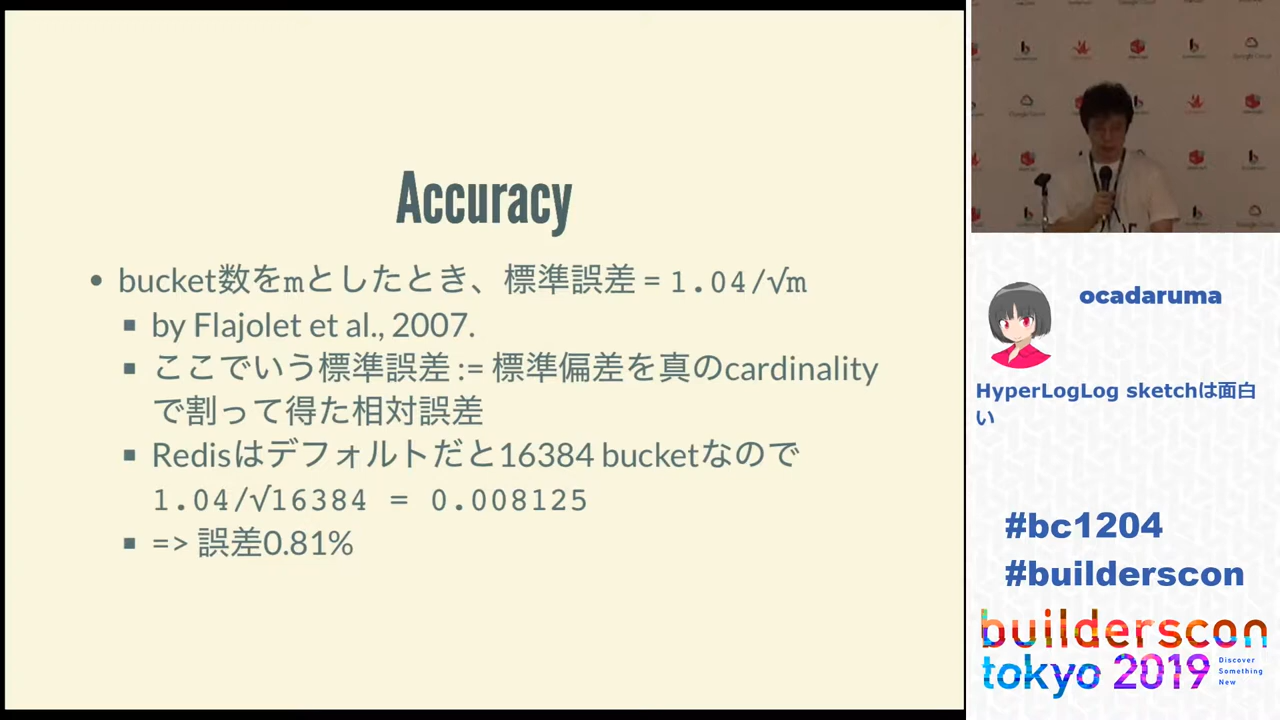 Accuracy
bucket数をmとしたとき、標準誤差 = 1.04/√m
by Flajolet et al., 2007.
ここでいう標準誤差 := 標準偏差を真のcardinality
で割って得た相対誤差
Redisはデフォルトだと16384 bucketなので
1.04/√16384 = 0.008125
=> 誤差0.81%
ocadaruma
HyperLogLog sketchは面白
い
#bc1204
#builderscon
builderscon
tokyo 2019
Discover
Something
New